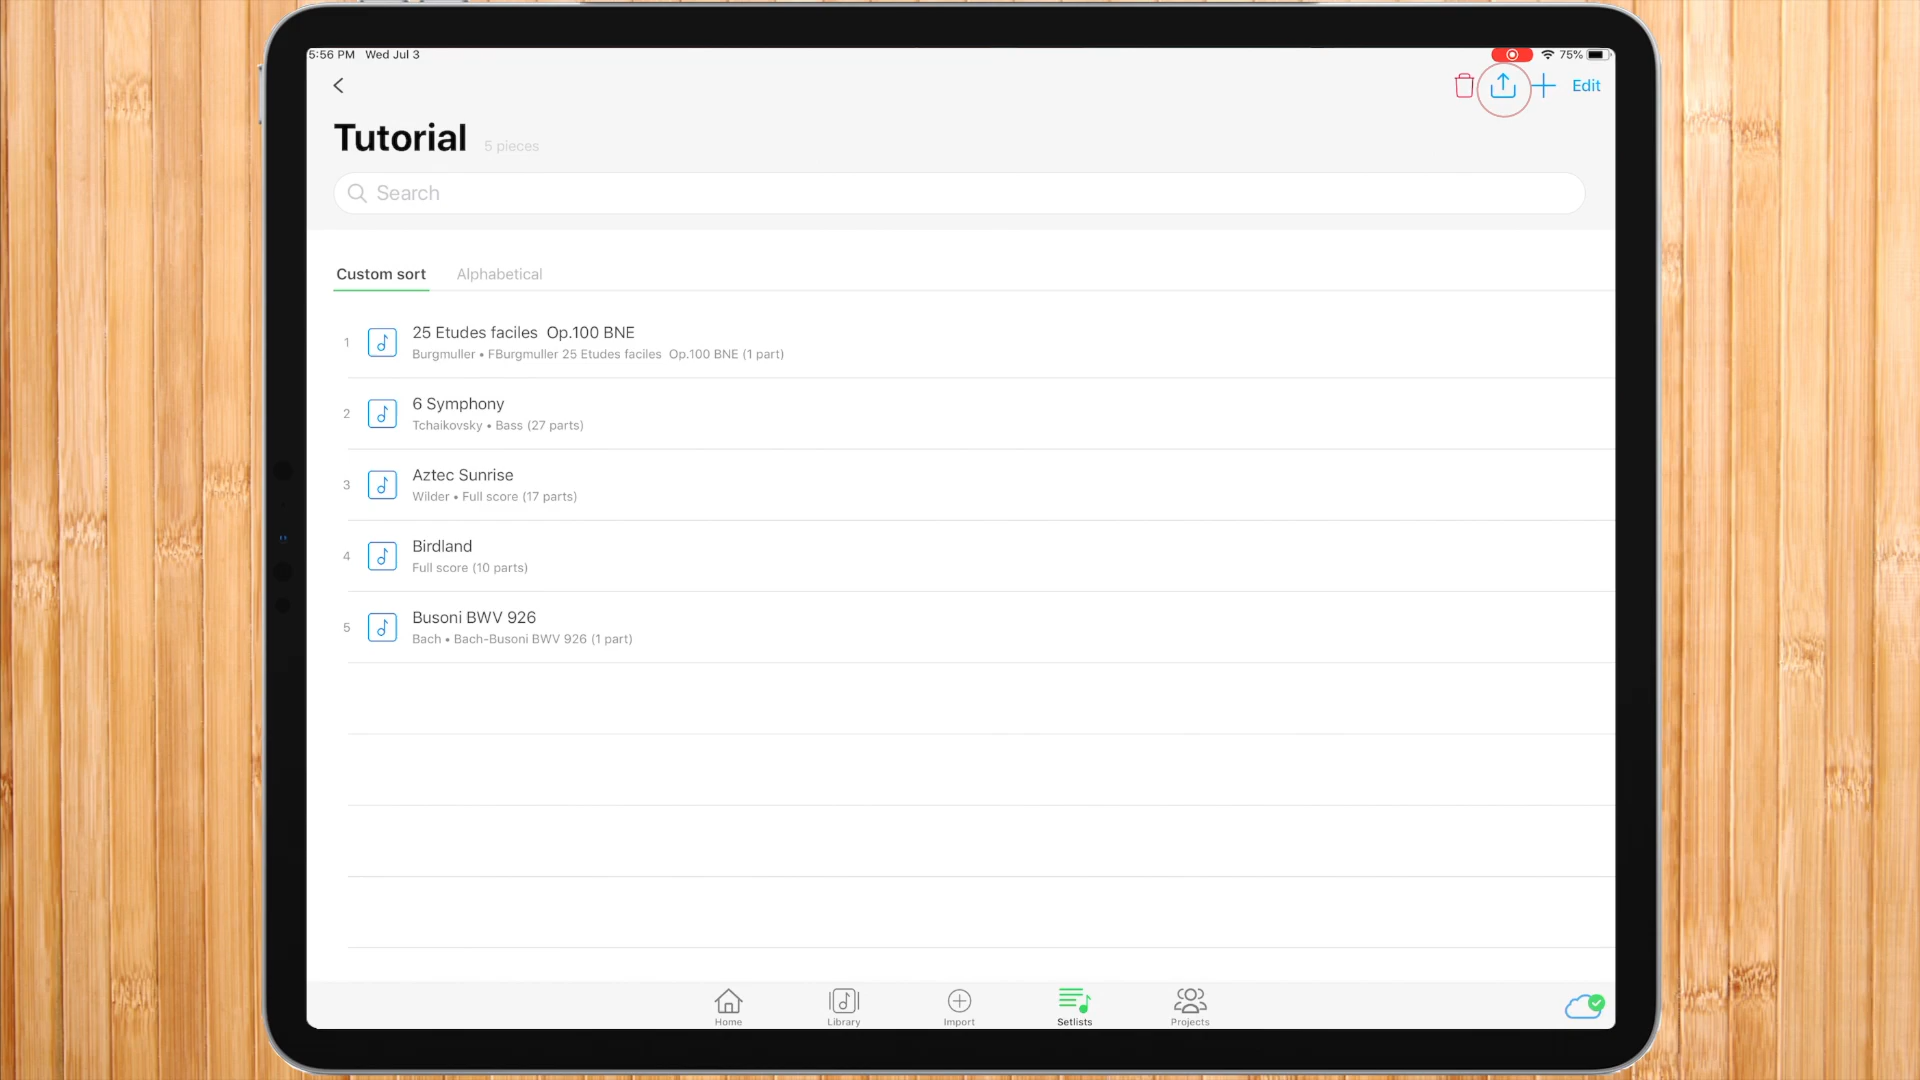 5:56 PM Wed Jul 3
75%
Edit
Tutorial 5 pieces
Search
Custom sort Alphabetical
1 25 Etudes faciles Op.100 BNE
Burgmuller • FBurgmuller 25 Etudes faciles Op.100 BNE (1 part)
2 6 Symphony
Tchaikovsky • Bass (27 parts)
3 Aztec Sunrise
Wilder • Full score (17 parts)
4 Birdland
Full score (10 parts)
5 Busoni BWV 926
Bach • Bach-Busoni BWV 926 (1 part)
Home Library Import Setlists Projects